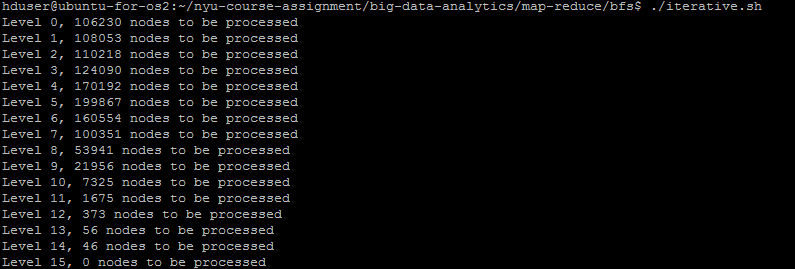 hduser@ubuntu-for-os2:~/nyu-course-assignment/big-data-analytics/map-reduce/bfs$ ./iterative.sh
Level 0, 106230 nodes to be processed
Level 1, 108053 nodes to be processed
Level 2, 110218 nodes to be processed
Level 3, 124090 nodes to be processed
Level 4, 170192 nodes to be processed
Level 5, 199867 nodes to be processed
Level 6, 160554 nodes to be processed
Level 7, 100351 nodes to be processed
Level 8, 53941 nodes to be processed
Level 9, 21956 nodes to be processed
Level 10, 7325 nodes to be processed
Level 11, 1675 nodes to be processed
Level 12, 373 nodes to be processed
Level 13, 56 nodes to be processed
Level 14, 46 nodes to be processed
Level 15, 0 nodes to be processed